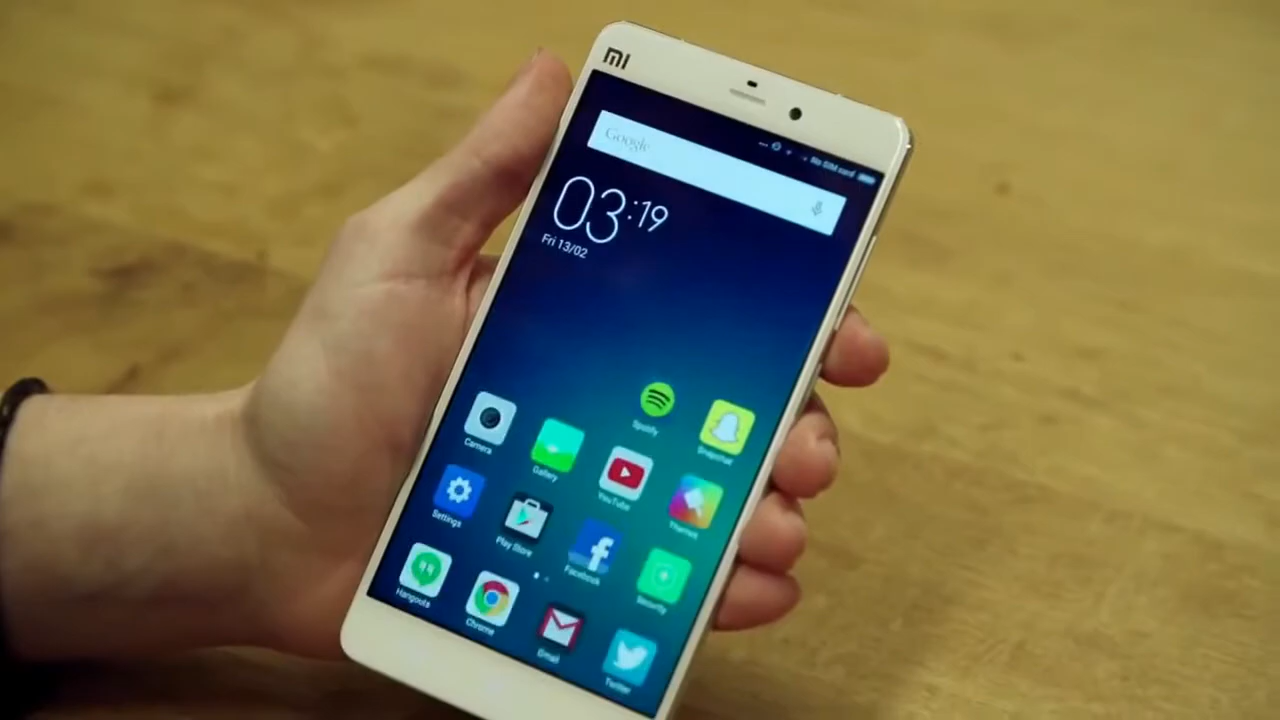 mi
No SIM card
Google
03:19
Fri 13/02
Spotify
Snapchat
Camera
Gallery
YouTube
Themes
Settings
Play Store
Facebook
Security
Hangouts
Chrome
Gmail
Twitter